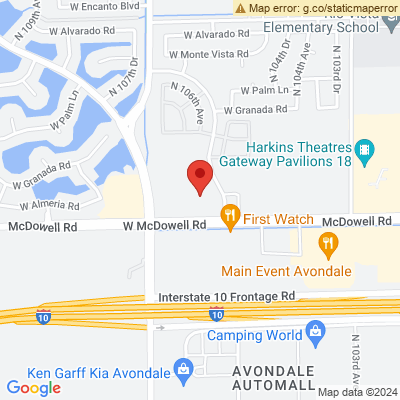 Map error: g.co/staticmaperror
W Encanto Blvd
N 109th Ave
W Alvarado Rd
W Alvarado Rd
Elementary School
N 107th Dr
W Monte Vista Rd
N 104th Dr
N 104th Ave
N 103rd Dr
W Palm Ln
N 106th Ave
W Palm Ln
W Granada Rd
Harkins Theatres
Gateway Pavilions 18
W Granada Rd
W Almeria Rd
McDowell Rd
W McDowell Rd
First Watch
McDowell Rd
Main Event Avondale
Interstate 10 Frontage Rd
10
10
Camping World
Ken Garff Kia Avondale
AVONDALE
AUTOMALL
N 103rd Ave
Google
Map data ©2024